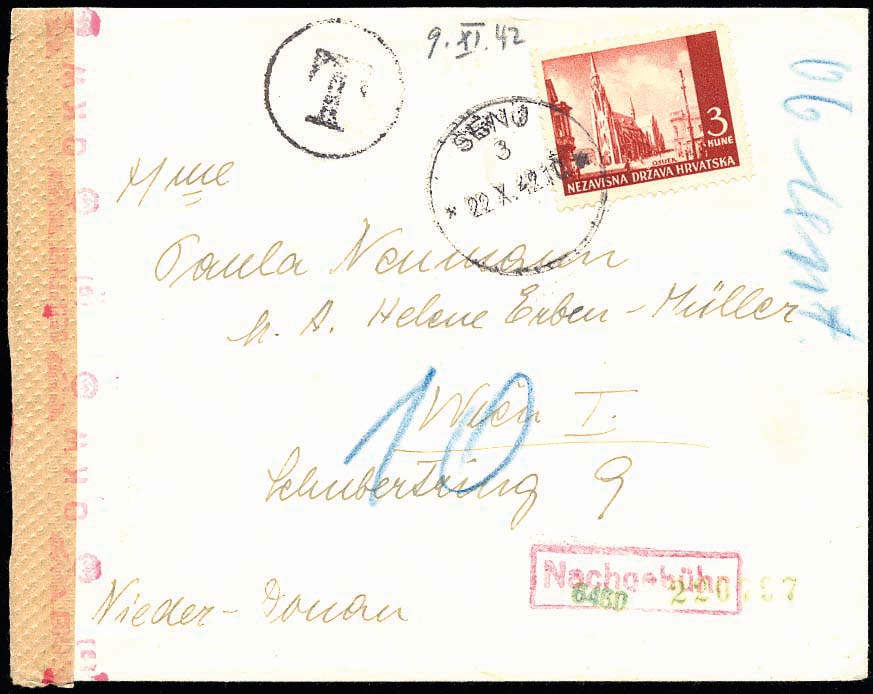 9. XI. 42
T
SENJ
3
* 22 X. 42 10 *
OSIJEK
3
KUNE
NEZAVISNA DRŽAVA HRVATSKA
Mme
Paula Neumann
Helene Erben-Müller
10
Wien I.
Schubertring 9
Nachgebühr
6460
Nieder-Donau
O K W
O K W